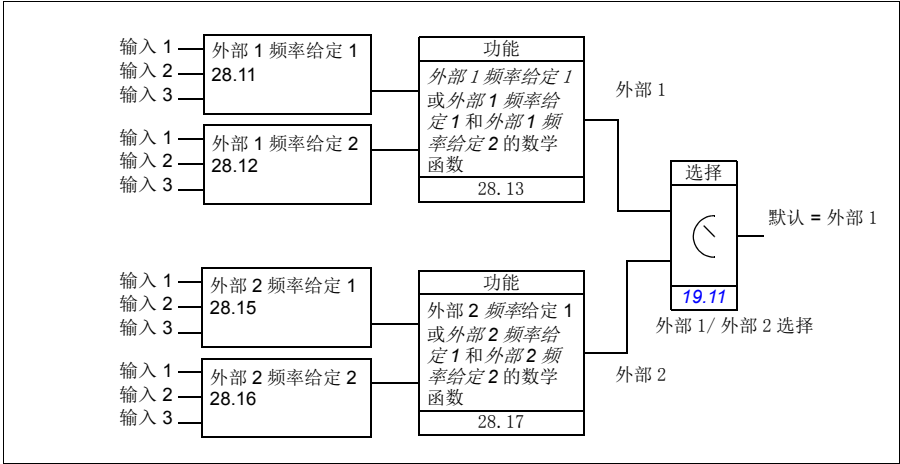 输入 1
输入 2
输入 3
外部 1 频率给定 1
28.11
输入 1
输入 2
输入 3
外部 1 频率给定 2
28.12
功能
外部 1 频率给定 1
或外部 1 频率给
定 1 和外部 1 频
率给定 2 的数学
函数
28.13
外部 1
选择
19.11
外部 1/ 外部 2 选择
默认 = 外部 1
输入 1
输入 2
输入 3
外部 2 频率给定 1
28.15
输入 1
输入 2
输入 3
外部 2 频率给定 2
28.16
功能
外部 2 频率给定 1
或外部 2 频率给
定 1 和外部 2 频
率给定 2 的数学
函数
28.17
外部 2